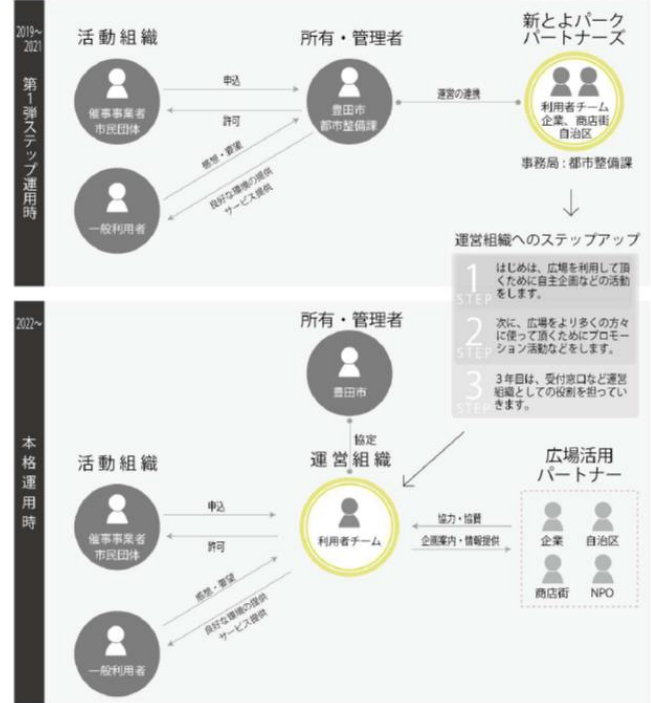 2019～
2021
第1弾ステップ運用時
活動組織
所有・管理者
新とよパーク
パートナーズ
催事事業者
市民団体
申込
許可
豊田市
都市整備課
運営の連携
利用者チーム
企業、商店街
自治区
事務局：都市整備課
一般利用者
感想・要望
良好な環境の提供
サービス提供
運営組織へのステップアップ
1
STEP
はじめは、広場を利用して頂
くために自主企画などの活動
をします。
2
STEP
次に、広場をより多くの方々
に使って頂くためにプロモー
ション活動などをします。
3
STEP
3年目は、受付窓口など運営
組織としての役割を担ってい
きます。
2022～
本格運用時
所有・管理者
豊田市
協定
活動組織
運営組織
広場活用
パートナー
催事事業者
市民団体
申込
許可
利用者チーム
協力・協賛
企画案内・情報提供
企業
自治区
商店街
NPO
一般利用者
感想・要望
良好な環境の提供
サービス提供